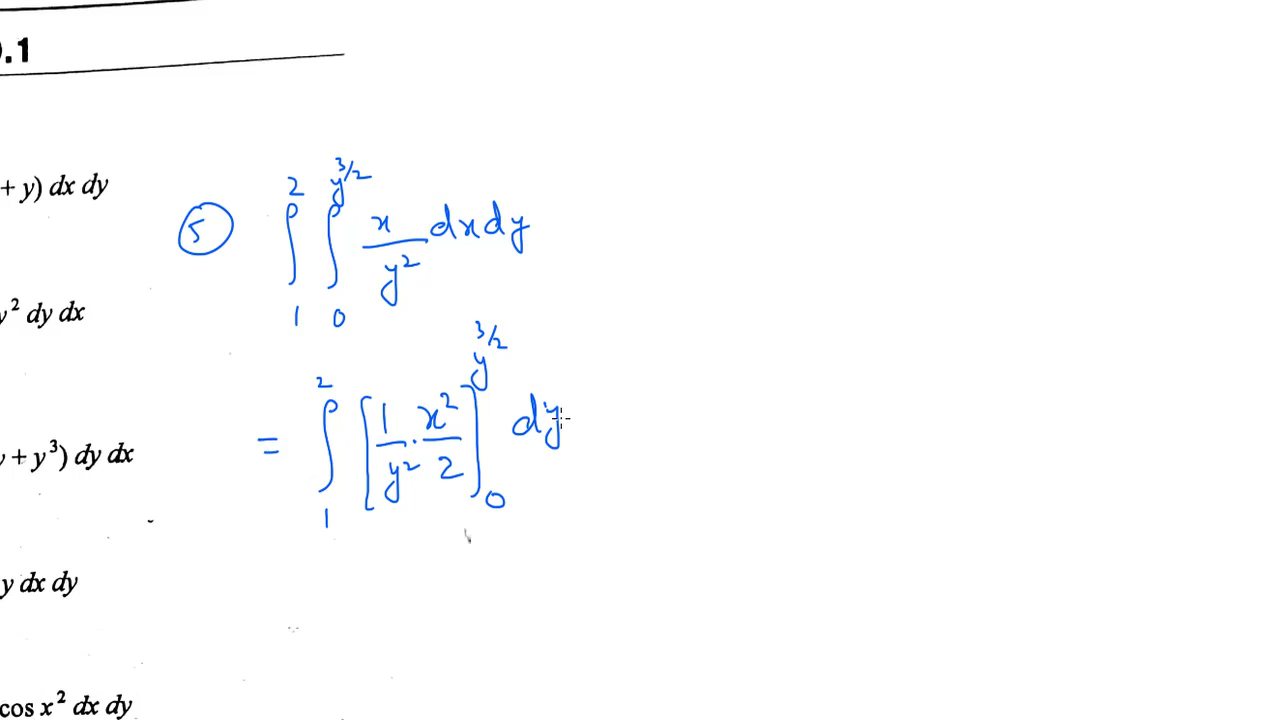 0.1
+ y) dx dy
⑤ ∫₁² ∫₀^{y^{3/2}} x/y² dx dy
y² dy dx
= ∫₁² [1/y² · x²/2]₀^{y^{3/2}} dy
y + y³) dy dx
y dx dy
cos x² dx dy